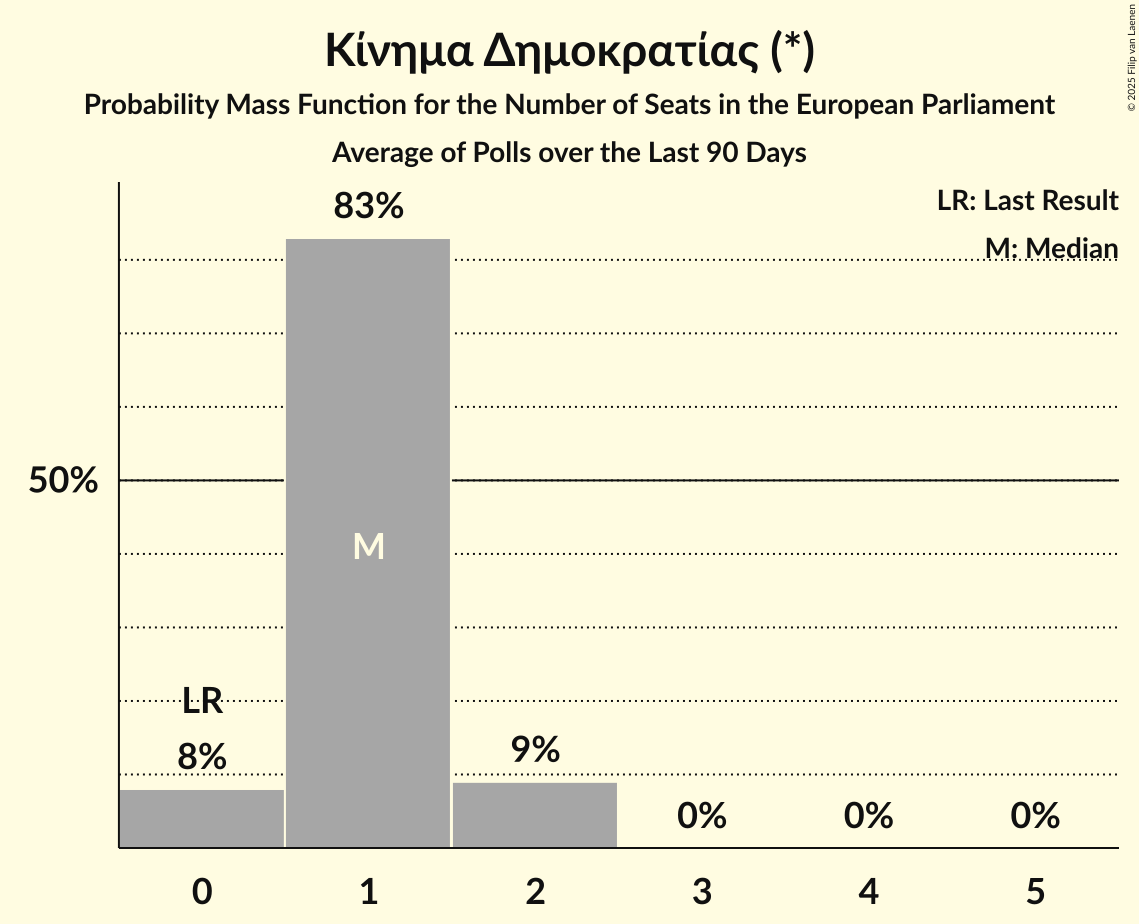 Κίνημα Δημοκρατίας (*)
Probability Mass Function for the Number of Seats in the European Parliament
Average of Polls over the Last 90 Days
© 2025 Filip van Laenen
LR: Last Result
M: Median
83%
50%
M
LR
8%
9%
0%
0%
0%
0
1
2
3
4
5